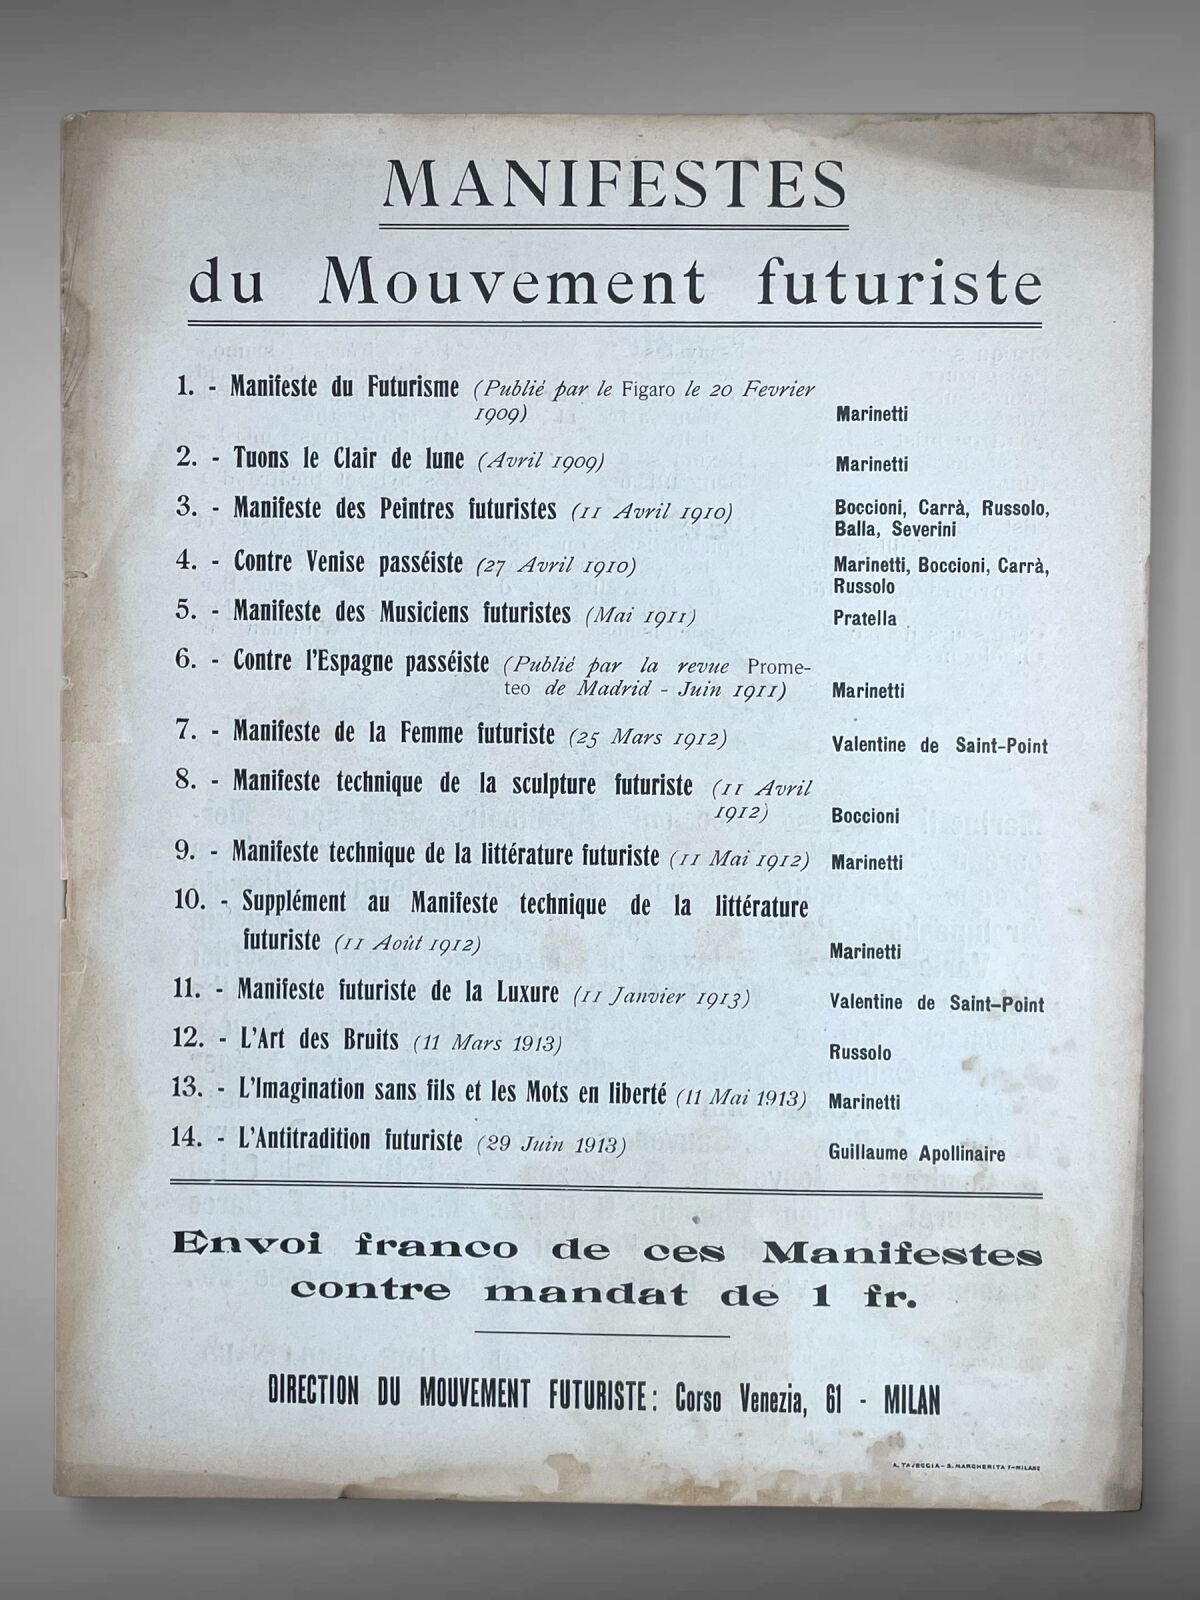 MANIFESTES
du Mouvement futuriste
1. - Manifeste du Futurisme (Publié par le Figaro le 20 Fevrier
1909) Marinetti
2. - Tuons le Clair de lune (Avril 1909) Marinetti
3. - Manifeste des Peintres futuristes (11 Avril 1910) Boccioni, Carrà, Russolo,
Balla, Severini
4. - Contre Venise passéiste (27 Avril 1910) Marinetti, Boccioni, Carrà,
Russolo
5. - Manifeste des Musiciens futuristes (Mai 1911) Pratella
6. - Contre l'Espagne passéiste (Publié par la revue Prome-
teo de Madrid - Juin 1911) Marinetti
7. - Manifeste de la Femme futuriste (25 Mars 1912) Valentine de Saint-Point
8. - Manifeste technique de la sculpture futuriste (11 Avril
1912) Boccioni
9. - Manifeste technique de la littérature futuriste (11 Mai 1912) Marinetti
10. - Supplément au Manifeste technique de la littérature
futuriste (11 Août 1912) Marinetti
11. - Manifeste futuriste de la Luxure (11 Janvier 1913) Valentine de Saint-Point
12. - L'Art des Bruits (11 Mars 1913) Russolo
13. - L'Imagination sans fils et les Mots en liberté (11 Mai 1913) Marinetti
14. - L'Antitradition futuriste (29 Juin 1913) Guillaume Apollinaire
Envoi franco de ces Manifestes
contre mandat de 1 fr.
DIRECTION DU MOUVEMENT FUTURISTE: Corso Venezia, 61 - MILAN
A. TAVEGGIA - S. MARGHERITA 7 - MILANO